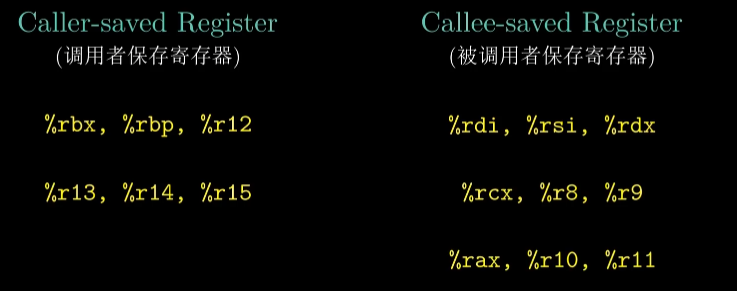 Caller-saved Register
(调用者保存寄存器)
%rbx, %rbp, %r12
%r13, %r14, %r15
Callee-saved Register
(被调用者保存寄存器)
%rdi, %rsi, %rdx
%rcx, %r8, %r9
%rax, %r10, %r11